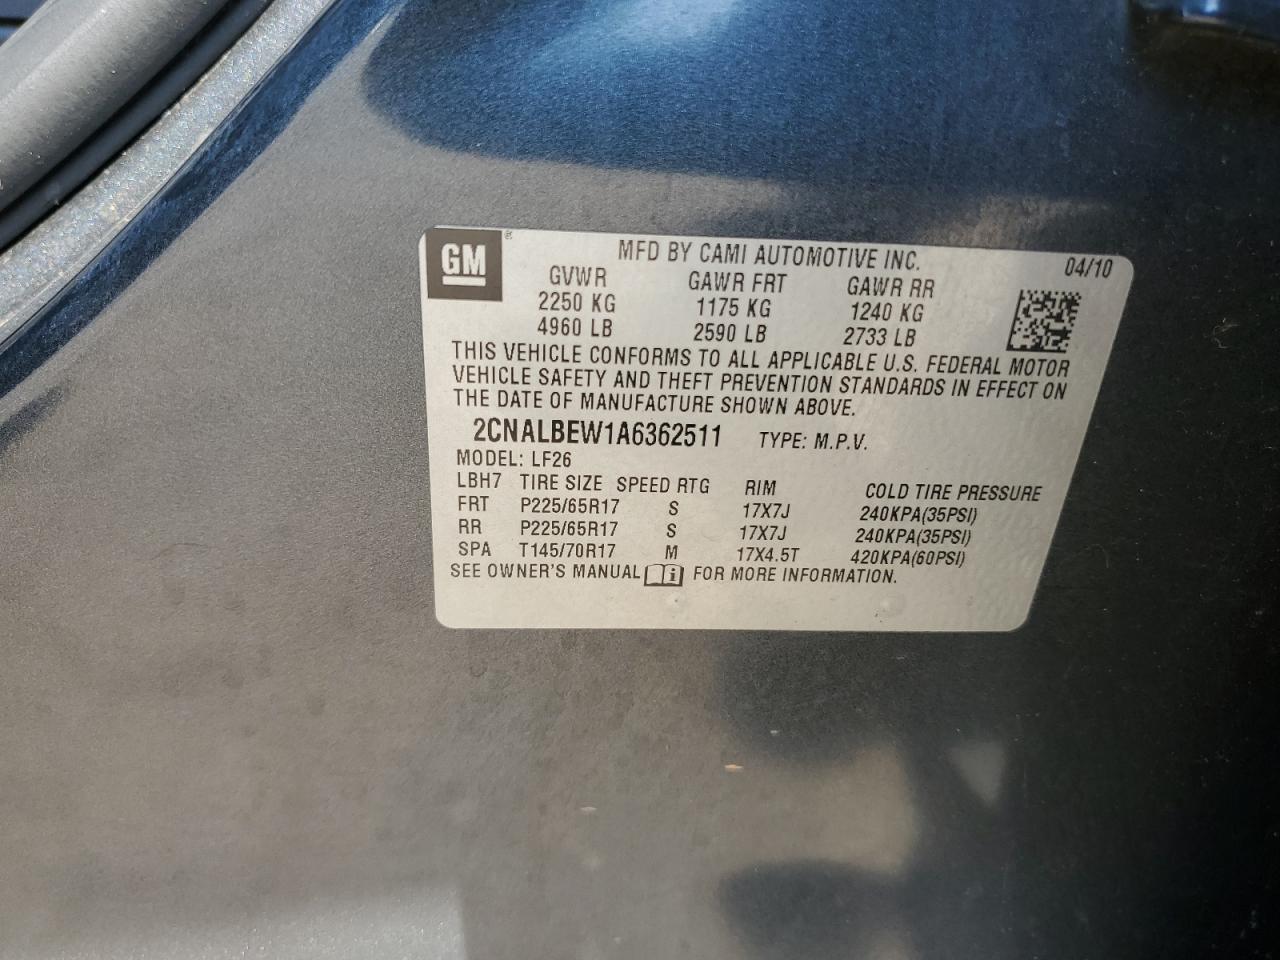 GM ® MFD BY CAMI AUTOMOTIVE INC. 04/10
GVWR GAWR FRT GAWR RR
2250 KG 1175 KG 1240 KG
4960 LB 2590 LB 2733 LB
THIS VEHICLE CONFORMS TO ALL APPLICABLE U.S. FEDERAL MOTOR
VEHICLE SAFETY AND THEFT PREVENTION STANDARDS IN EFFECT ON
THE DATE OF MANUFACTURE SHOWN ABOVE.
2CNALBEW1A6362511 TYPE: M.P.V.
MODEL: LF26
LBH7 TIRE SIZE SPEED RTG RIM COLD TIRE PRESSURE
FRT P225/65R17 S 17X7J 240KPA(35PSI)
RR P225/65R17 S 17X7J 240KPA(35PSI)
SPA T145/70R17 M 17X4.5T 420KPA(60PSI)
SEE OWNER'S MANUAL i FOR MORE INFORMATION.